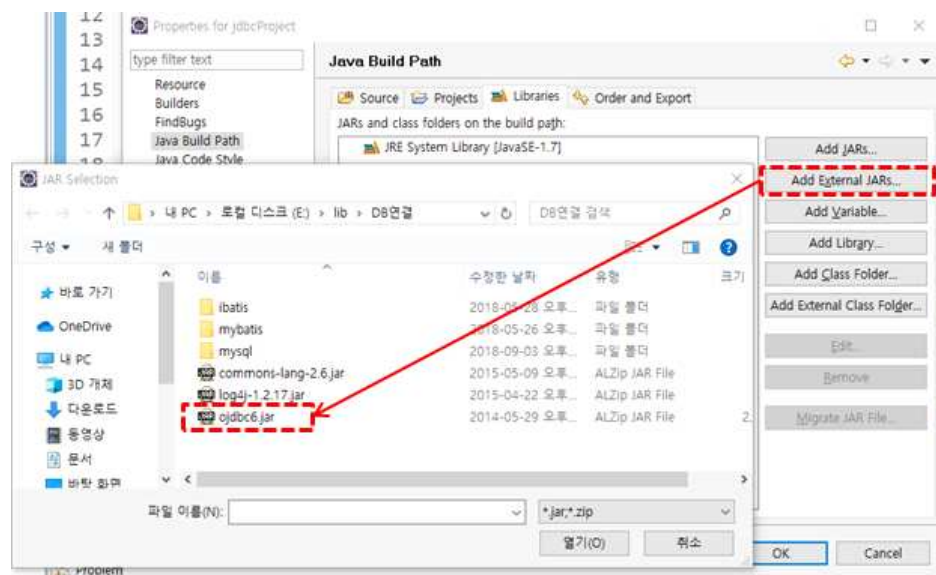 12
13
14
15
16
17
18
Properties for jdbcProject
type filter text
Resource
Builders
FindBugs
Java Build Path
Java Code Style
Java Build Path
Source Projects Libraries Order and Export
JARs and class folders on the build path:
JRE System Library [JavaSE-1.7]
Add JARs...
Add External JARs...
Add Variable...
Add Library...
Add Class Folder...
Add External Class Folder...
Edit...
Remove
Migrate JAR File...
JAR Selection
내 PC > 로컬 디스크 (E:) > lib > DB연결
DB연결 검색
구성 새 폴더
바로 가기
OneDrive
내 PC
3D 개체
다운로드
동영상
문서
바탕 화면
이름 수정한 날짜 유형 크기
ibatis 2018-05-28 오후... 파일 폴더
mybatis 2018-05-26 오후... 파일 폴더
mysql 2018-09-03 오후... 파일 폴더
commons-lang-2.6.jar 2015-05-09 오후... ALZip JAR File
log4j-1.2.17.jar 2015-04-22 오후... ALZip JAR File
ojdbc6.jar 2014-05-29 오후... ALZip JAR File 2.
파일 이름(N): *.jar;*.zip
열기(O) 취소
OK Cancel
Problem